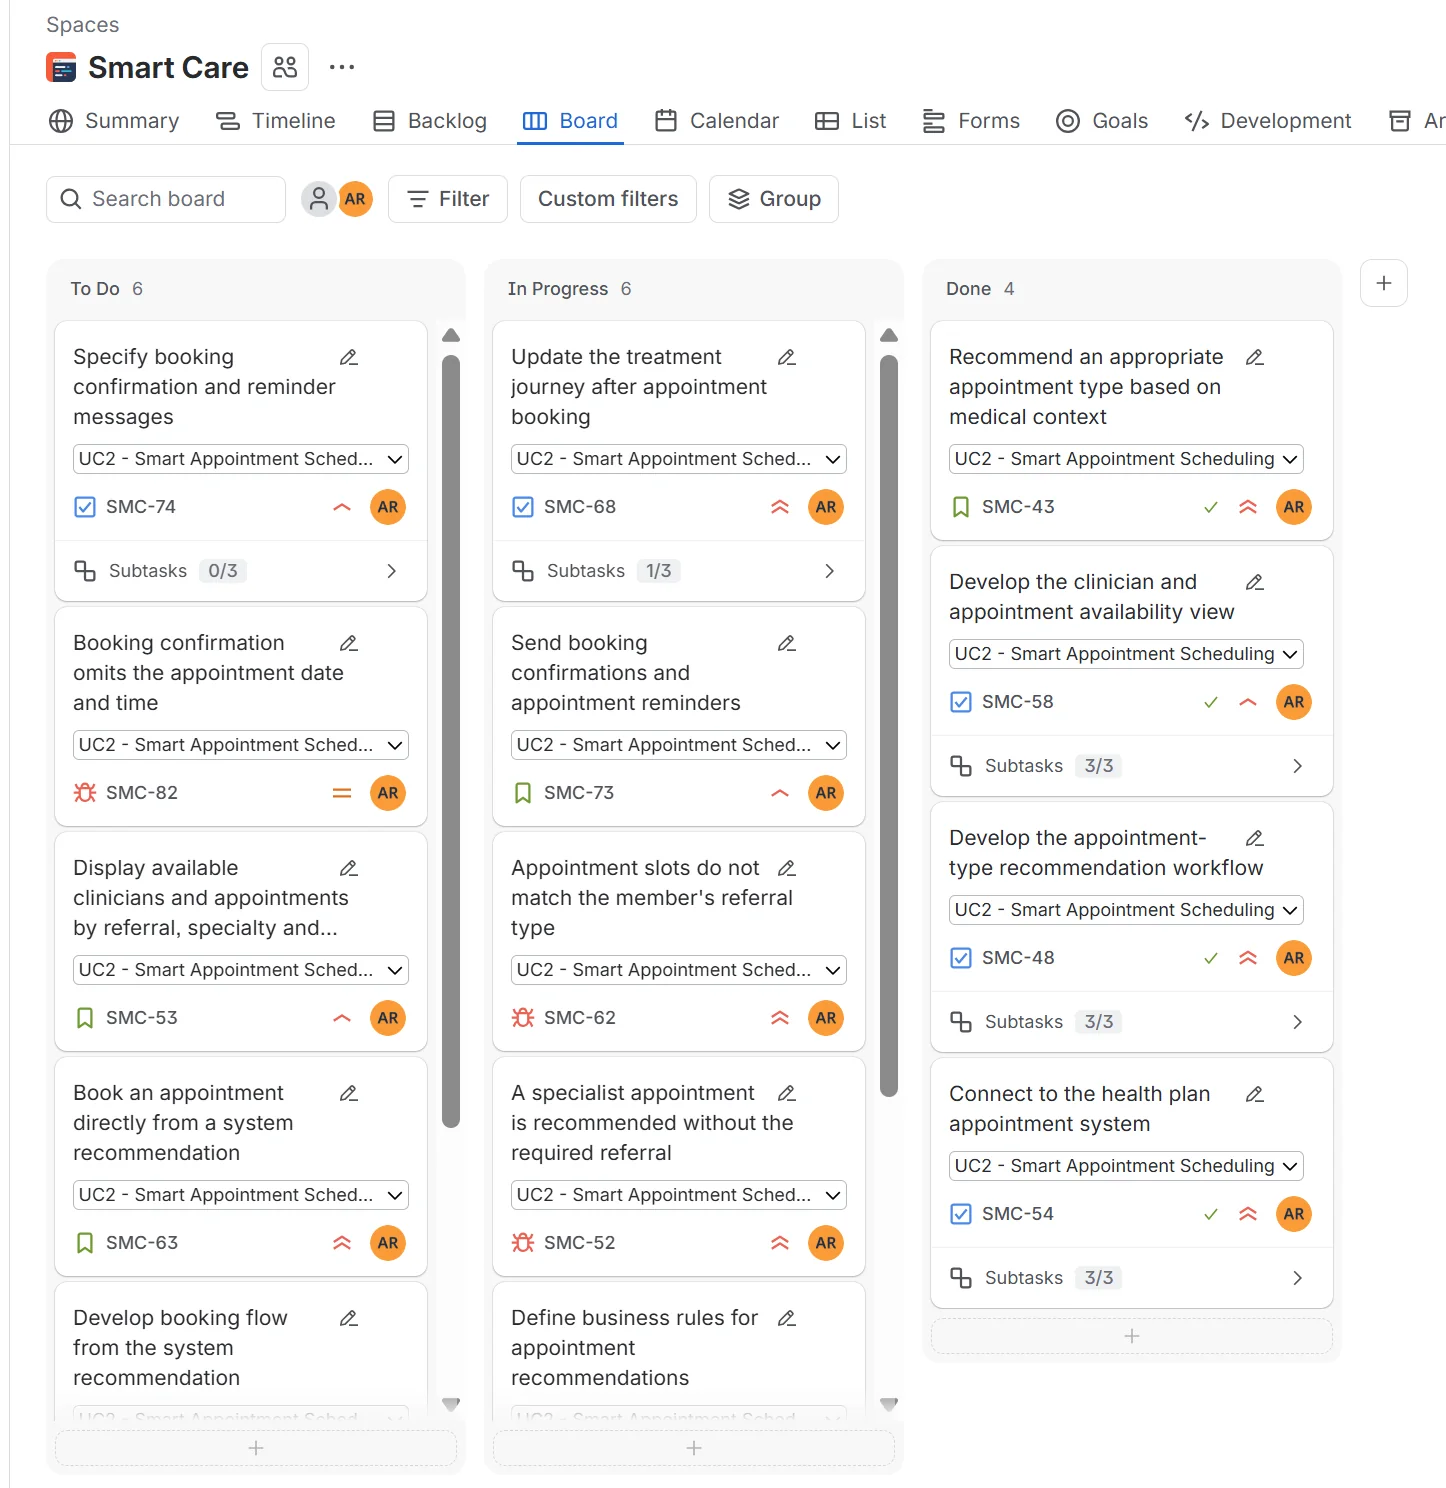 Spaces
Smart Care
Summary
Timeline
Backlog
Board
Calendar
List
Forms
Goals
Development
Ar
Search board
AR
Filter
Custom filters
Group
To Do 6
Specify booking
confirmation and reminder
messages
UC2 - Smart Appointment Sched...
SMC-74
AR
Subtasks 0/3
Booking confirmation
omits the appointment date
and time
UC2 - Smart Appointment Sched...
SMC-82
AR
Display available
clinicians and appointments
by referral, specialty and...
UC2 - Smart Appointment Sched...
SMC-53
AR
Book an appointment
directly from a system
recommendation
UC2 - Smart Appointment Sched...
SMC-63
AR
Develop booking flow
from the system
recommendation
UC2 - Smart Appointment Sched...
In Progress 6
Update the treatment
journey after appointment
booking
UC2 - Smart Appointment Sched...
SMC-68
AR
Subtasks 1/3
Send booking
confirmations and
appointment reminders
UC2 - Smart Appointment Sched...
SMC-73
AR
Appointment slots do not
match the member's referral
type
UC2 - Smart Appointment Sched...
SMC-62
AR
A specialist appointment
is recommended without the
required referral
UC2 - Smart Appointment Sched...
SMC-52
AR
Define business rules for
appointment
recommendations
UC2 - Smart Appointment Sched...
Done 4
Recommend an appropriate
appointment type based on
medical context
UC2 - Smart Appointment Scheduling
SMC-43
AR
Develop the clinician and
appointment availability view
UC2 - Smart Appointment Scheduling
SMC-58
AR
Subtasks 3/3
Develop the appointment-
type recommendation workflow
UC2 - Smart Appointment Scheduling
SMC-48
AR
Subtasks 3/3
Connect to the health plan
appointment system
UC2 - Smart Appointment Scheduling
SMC-54
AR
Subtasks 3/3